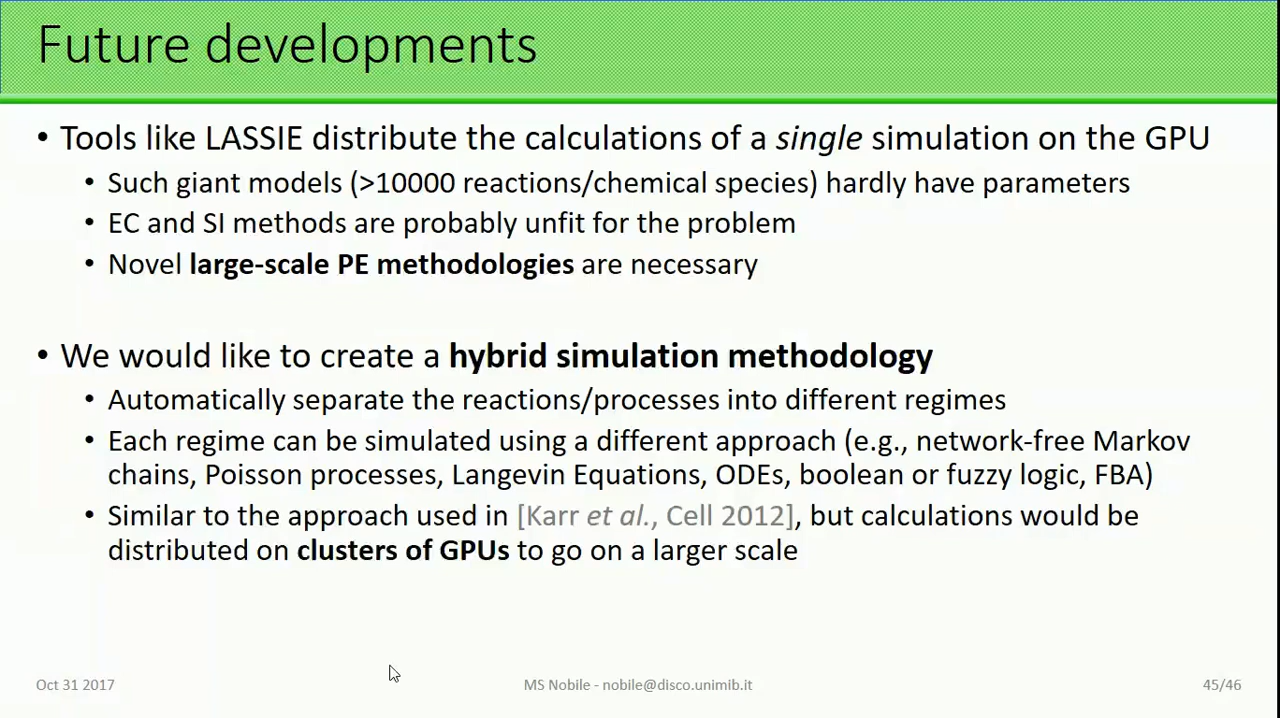 Future developments
• Tools like LASSIE distribute the calculations of a single simulation on the GPU
• Such giant models (>10000 reactions/chemical species) hardly have parameters
• EC and SI methods are probably unfit for the problem
• Novel large-scale PE methodologies are necessary
• We would like to create a hybrid simulation methodology
• Automatically separate the reactions/processes into different regimes
• Each regime can be simulated using a different approach (e.g., network-free Markov
chains, Poisson processes, Langevin Equations, ODEs, boolean or fuzzy logic, FBA)
• Similar to the approach used in [Karr et al., Cell 2012], but calculations would be
distributed on clusters of GPUs to go on a larger scale
Oct 31 2017
MS Nobile - nobile@disco.unimib.it
45/46